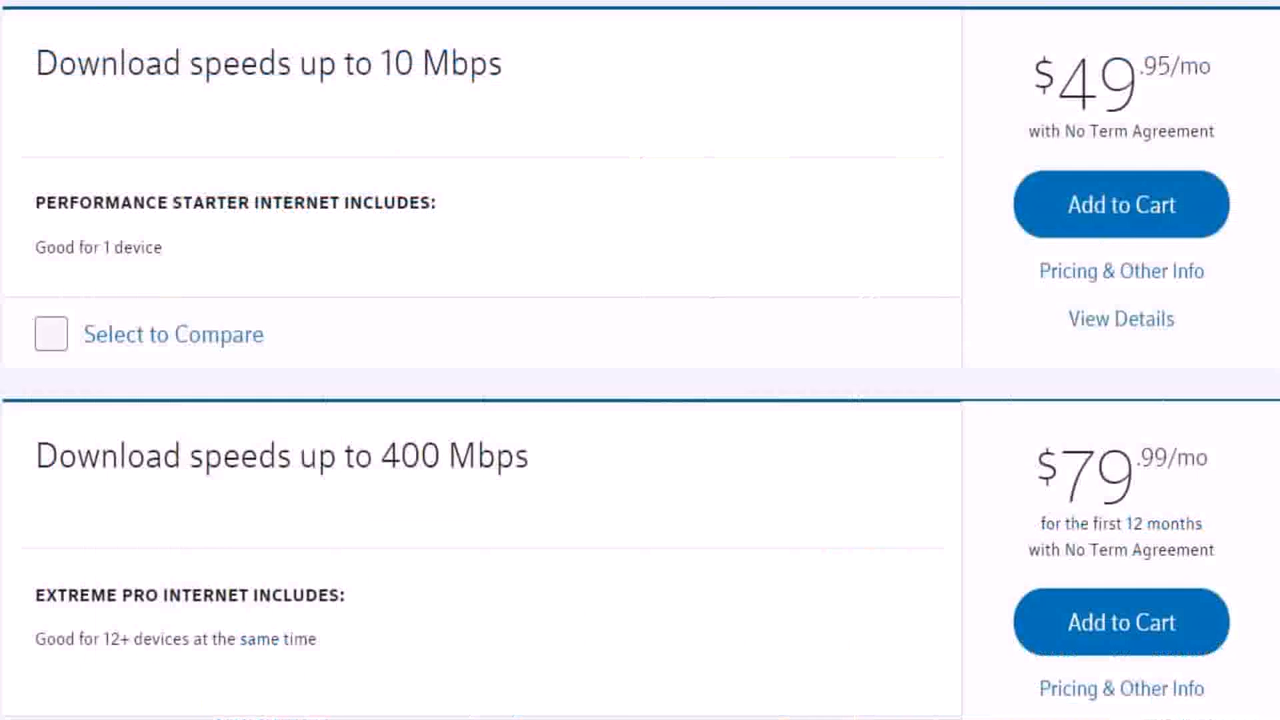 Download speeds up to 10 Mbps
$49.95/mo
with No Term Agreement
PERFORMANCE STARTER INTERNET INCLUDES:
Add to Cart
Good for 1 device
Pricing & Other Info
View Details
Select to Compare
Download speeds up to 400 Mbps
$79.99/mo
for the first 12 months
with No Term Agreement
EXTREME PRO INTERNET INCLUDES:
Add to Cart
Good for 12+ devices at the same time
Pricing & Other Info